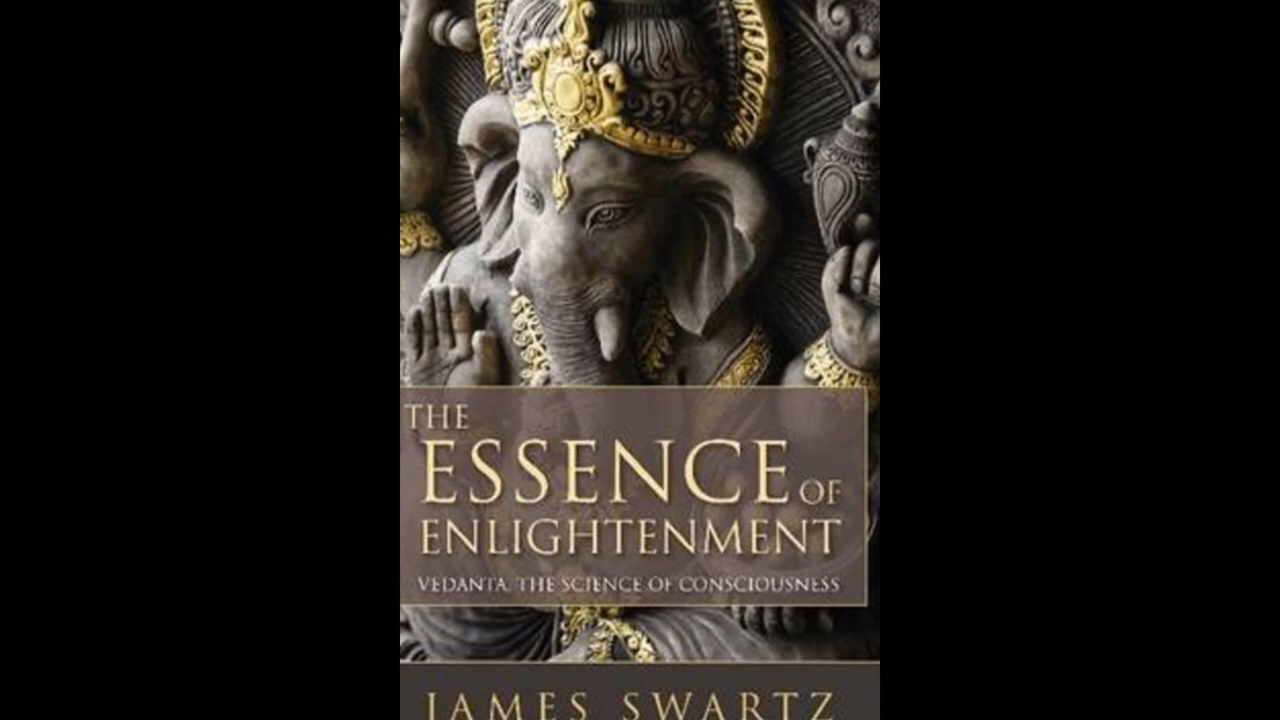 THE
ESSENCE OF
ENLIGHTENMENT
VEDANTA: THE SCIENCE OF CONSCIOUSNESS
JAMES SWARTZ